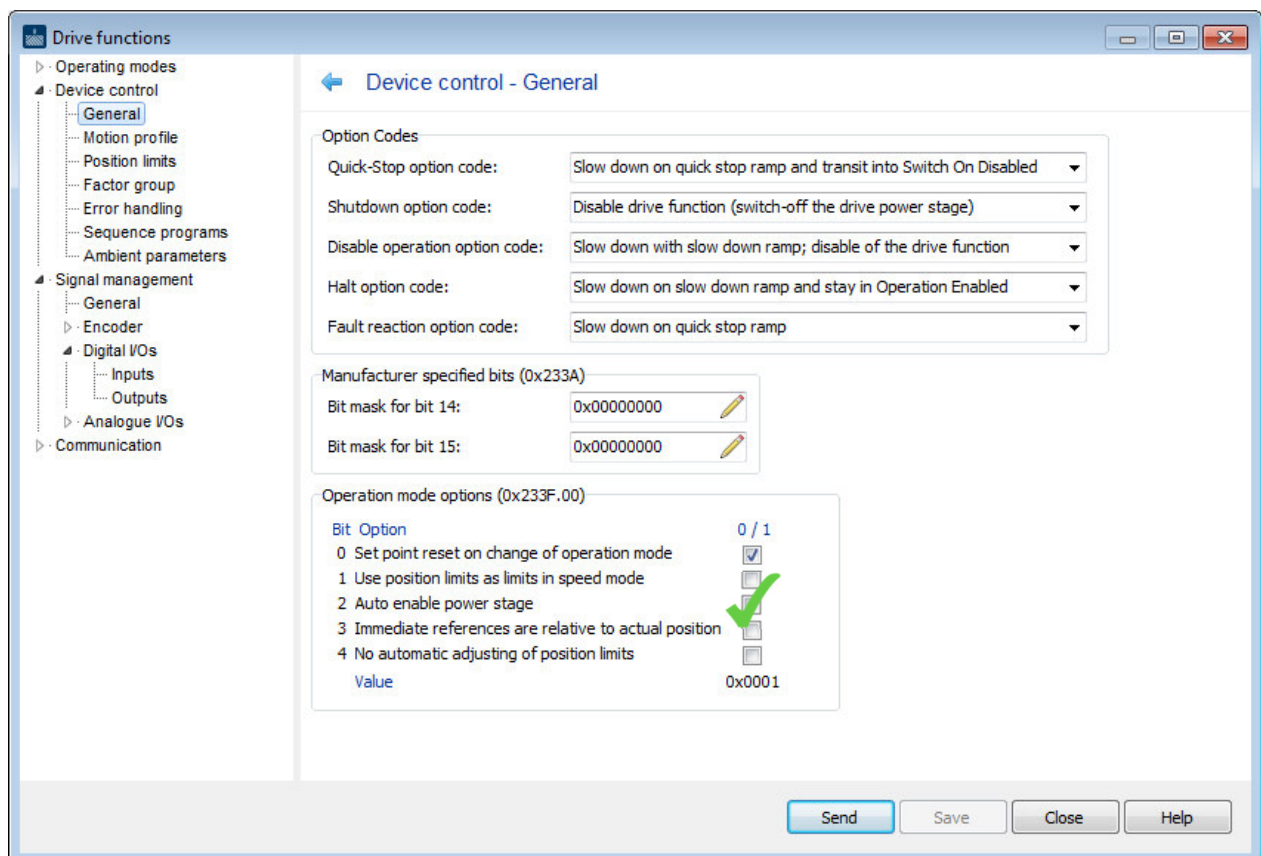 Drive functions
Operating modes
Device control
General
Motion profile
Position limits
Factor group
Error handling
Sequence programs
Ambient parameters
Signal management
General
Encoder
Digital I/Os
Inputs
Outputs
Analogue I/Os
Communication
Device control - General
Option Codes
Quick-Stop option code: Slow down on quick stop ramp and transit into Switch On Disabled
Shutdown option code: Disable drive function (switch-off the drive power stage)
Disable operation option code: Slow down with slow down ramp; disable of the drive function
Halt option code: Slow down on slow down ramp and stay in Operation Enabled
Fault reaction option code: Slow down on quick stop ramp
Manufacturer specified bits (0x233A)
Bit mask for bit 14: 0x00000000
Bit mask for bit 15: 0x00000000
Operation mode options (0x233F.00)
Bit Option 0 / 1
0 Set point reset on change of operation mode
1 Use position limits as limits in speed mode
2 Auto enable power stage
3 Immediate references are relative to actual position
4 No automatic adjusting of position limits
Value 0x0001
Send Save Close Help